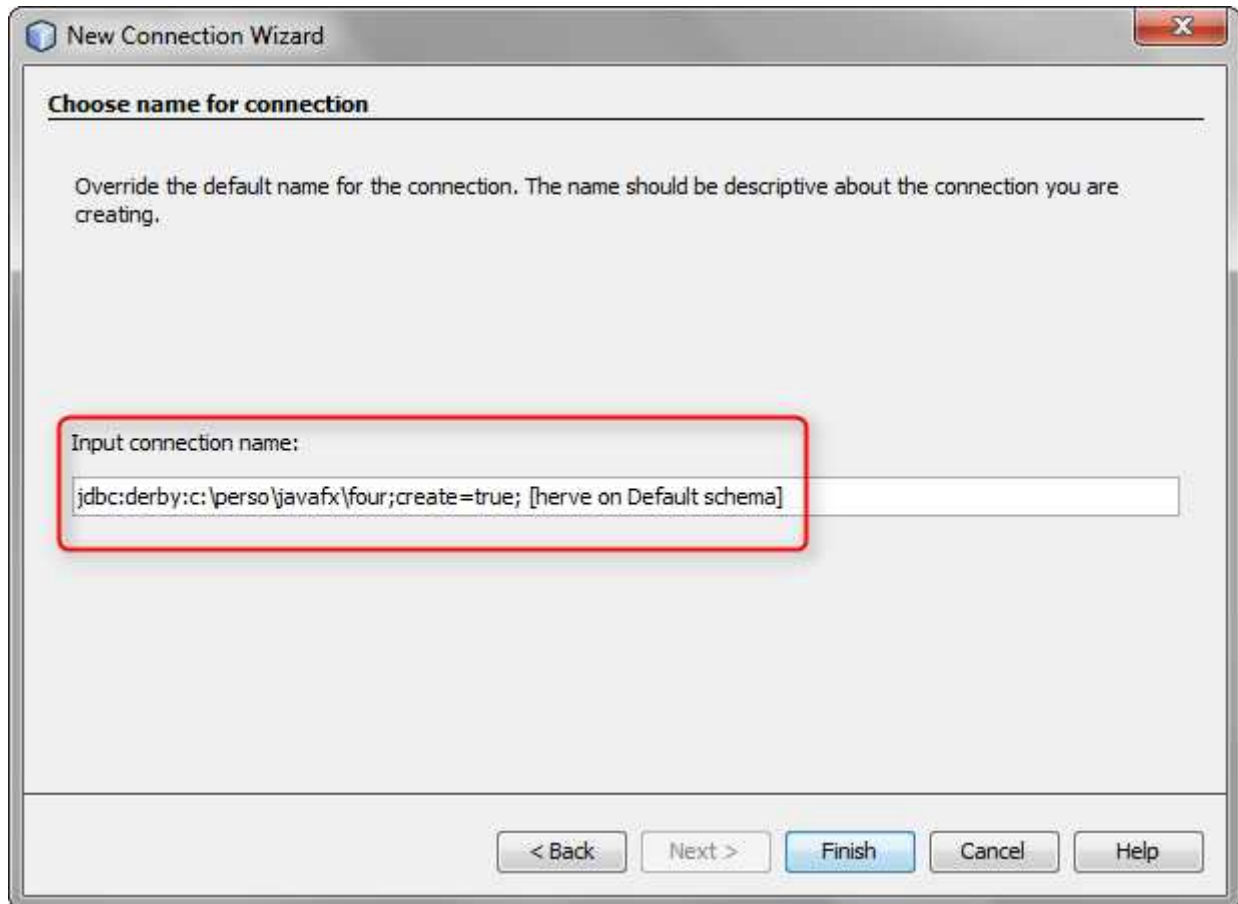 New Connection Wizard
Choose name for connection
Override the default name for the connection. The name should be descriptive about the connection you are
creating.
Input connection name:
jdbc:derby:c:\perso\javafx\four;create=true; [herve on Default schema]
< Back Next > Finish Cancel Help